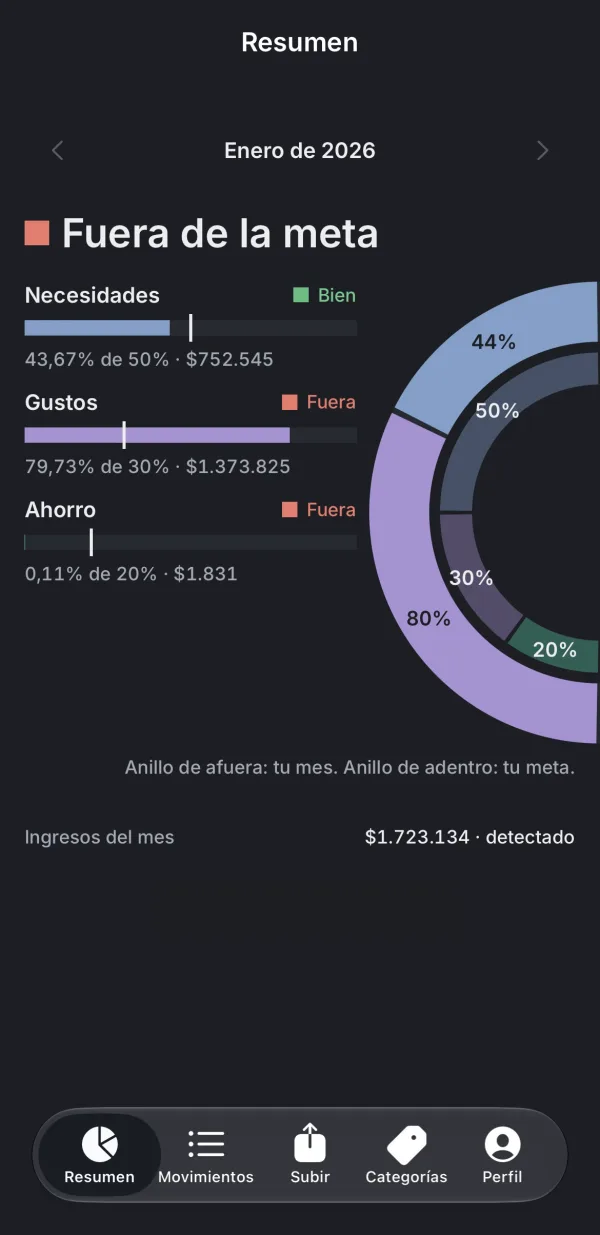 Resumen
Enero de 2026
Fuera de la meta
Necesidades
Bien
43,67% de 50% · $752.545
Gustos
Fuera
79,73% de 30% · $1.373.825
Ahorro
Fuera
0,11% de 20% · $1.831
44%
50%
30%
80%
20%
Anillo de afuera: tu mes. Anillo de adentro: tu meta.
Ingresos del mes
$1.723.134 · detectado
Resumen
Movimientos
Subir
Categorías
Perfil